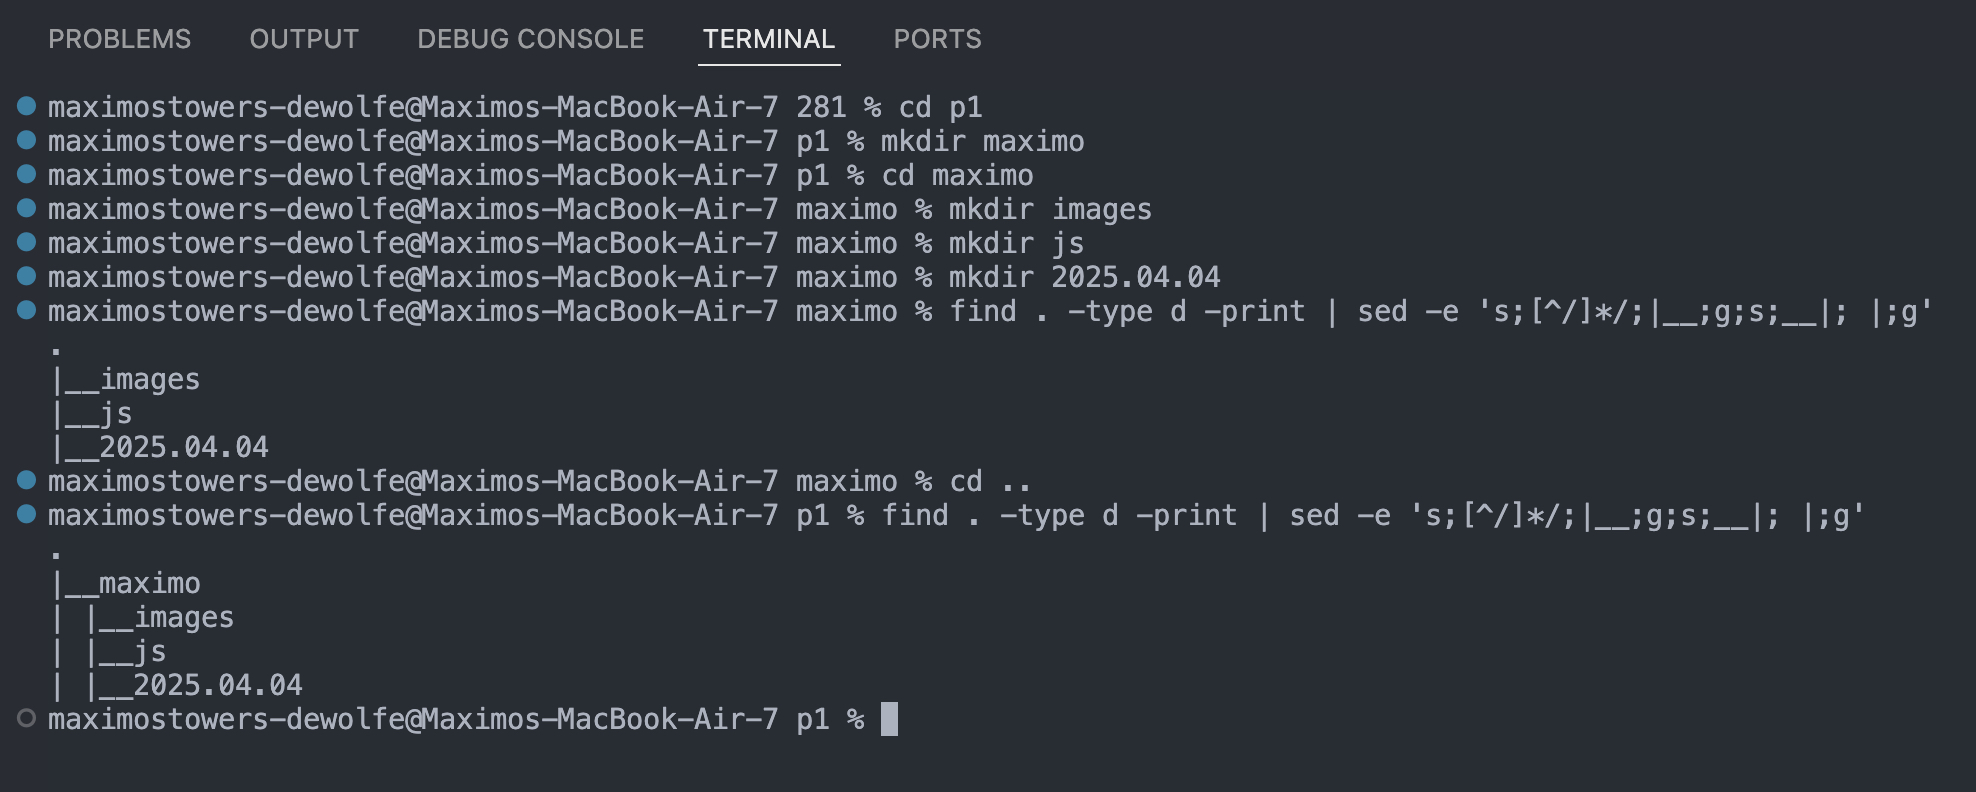 PROBLEMS OUTPUT DEBUG CONSOLE TERMINAL PORTS
maximostowers-dewolfe@Maximos-MacBook-Air-7 281 % cd p1
maximostowers-dewolfe@Maximos-MacBook-Air-7 p1 % mkdir maximo
maximostowers-dewolfe@Maximos-MacBook-Air-7 p1 % cd maximo
maximostowers-dewolfe@Maximos-MacBook-Air-7 maximo % mkdir images
maximostowers-dewolfe@Maximos-MacBook-Air-7 maximo % mkdir js
maximostowers-dewolfe@Maximos-MacBook-Air-7 maximo % mkdir 2025.04.04
maximostowers-dewolfe@Maximos-MacBook-Air-7 maximo % find . -type d -print | sed -e 's;[^/]*/;|__;g;s;__|; |;g'
.
|__images
|__js
|__2025.04.04
maximostowers-dewolfe@Maximos-MacBook-Air-7 maximo % cd ..
maximostowers-dewolfe@Maximos-MacBook-Air-7 p1 % find . -type d -print | sed -e 's;[^/]*/;|__;g;s;__|; |;g'
.
|__maximo
| |__images
| |__js
| |__2025.04.04
maximostowers-dewolfe@Maximos-MacBook-Air-7 p1 %